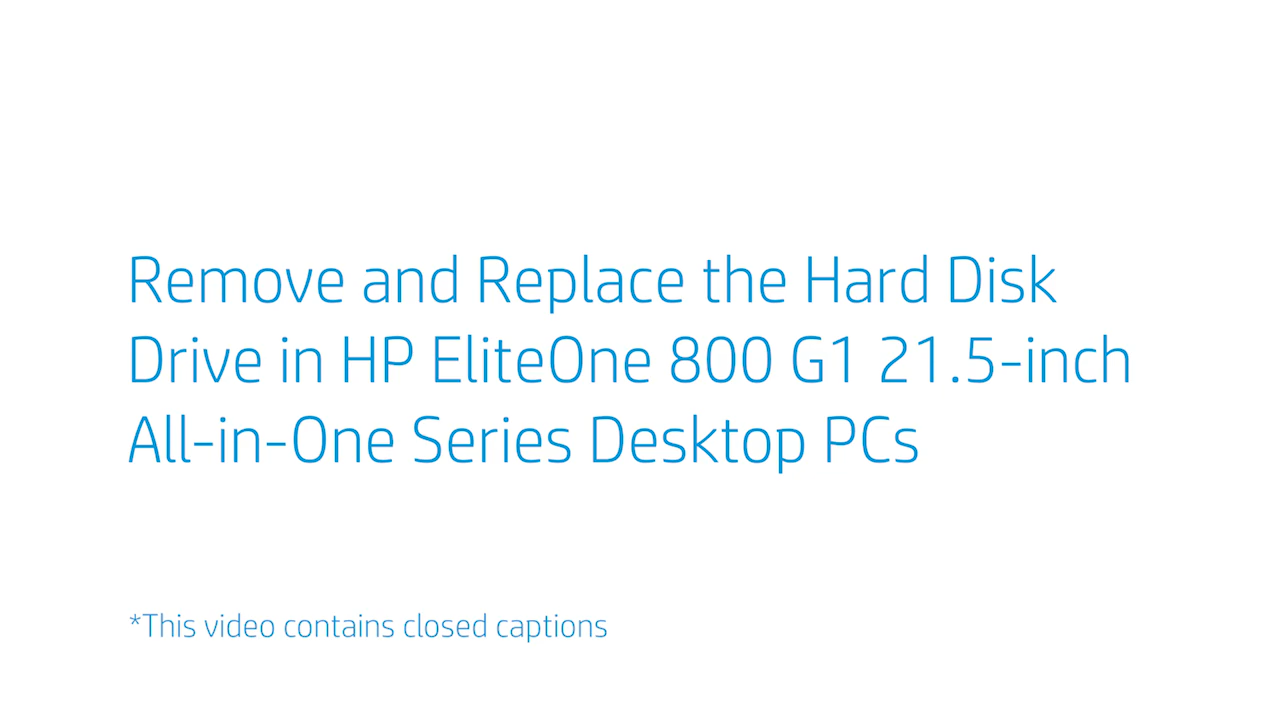 Remove and Replace the Hard Disk
Drive in HP EliteOne 800 G1 21.5-inch
All-in-One Series Desktop PCs
*This video contains closed captions